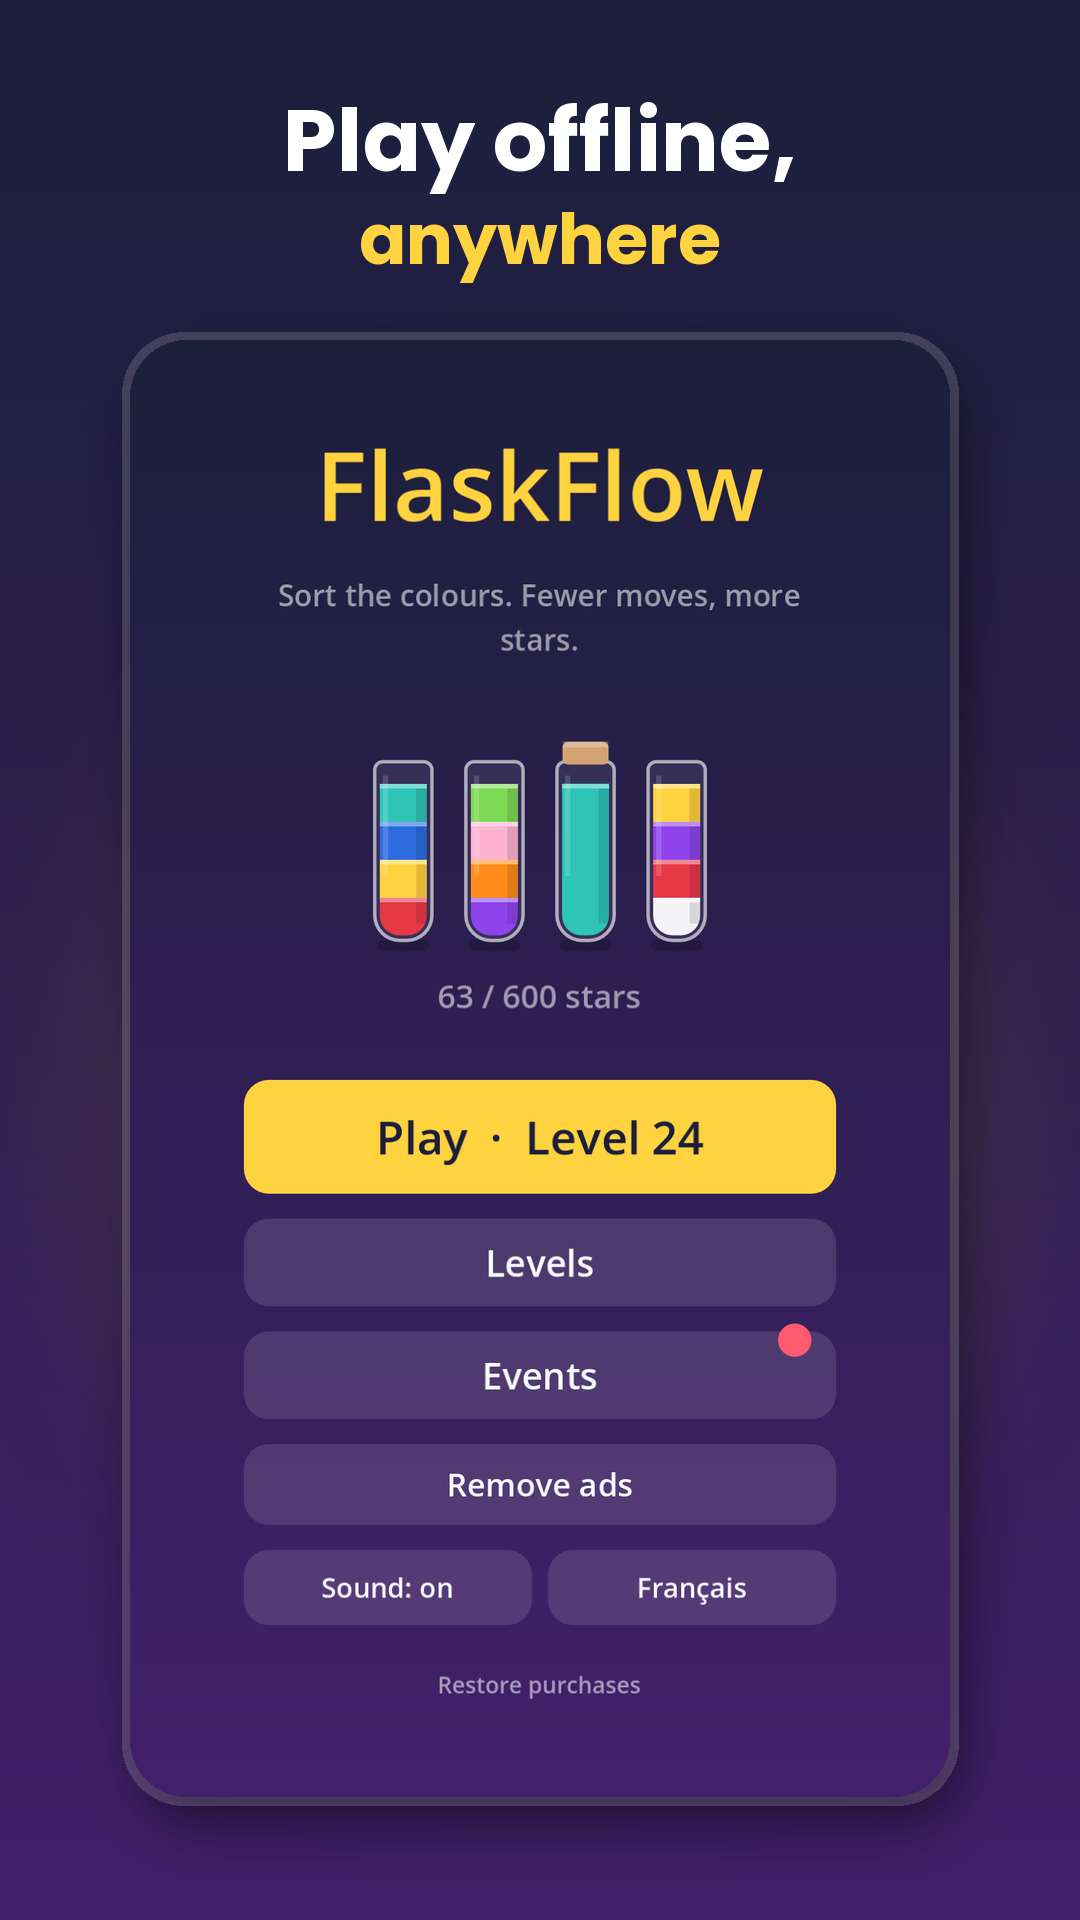 Play offline,
anywhere
FlaskFlow
Sort the colours. Fewer moves, more
stars.
63 / 600 stars
Play · Level 24
Levels
Events
Remove ads
Sound: on
Français
Restore purchases